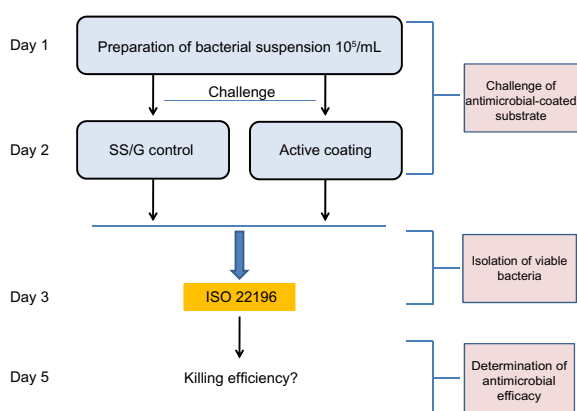 Day 1
Preparation of bacterial suspension 10⁵/mL
Challenge
Challenge of
antimicrobial-coated
substrate
Day 2
SS/G control
Active coating
Isolation of viable
bacteria
Day 3
ISO 22196
Day 5
Killing efficiency?
Determination of
antimicrobial
efficacy